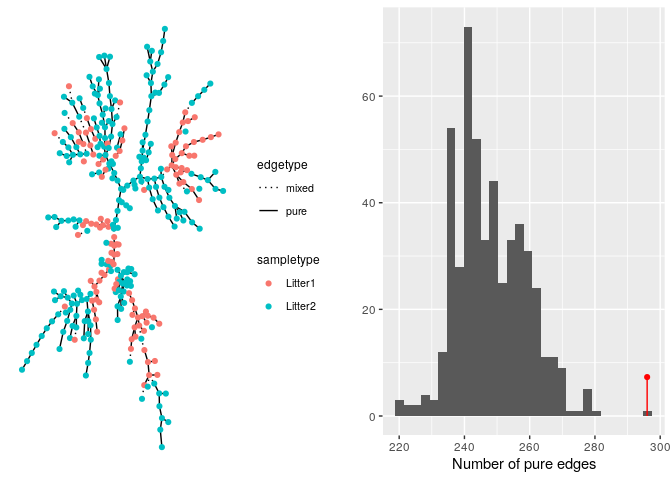 edgetype
mixed
pure
sampletype
Litter1
Litter2
60
40
20
0
220 240 260 280 300
Number of pure edges